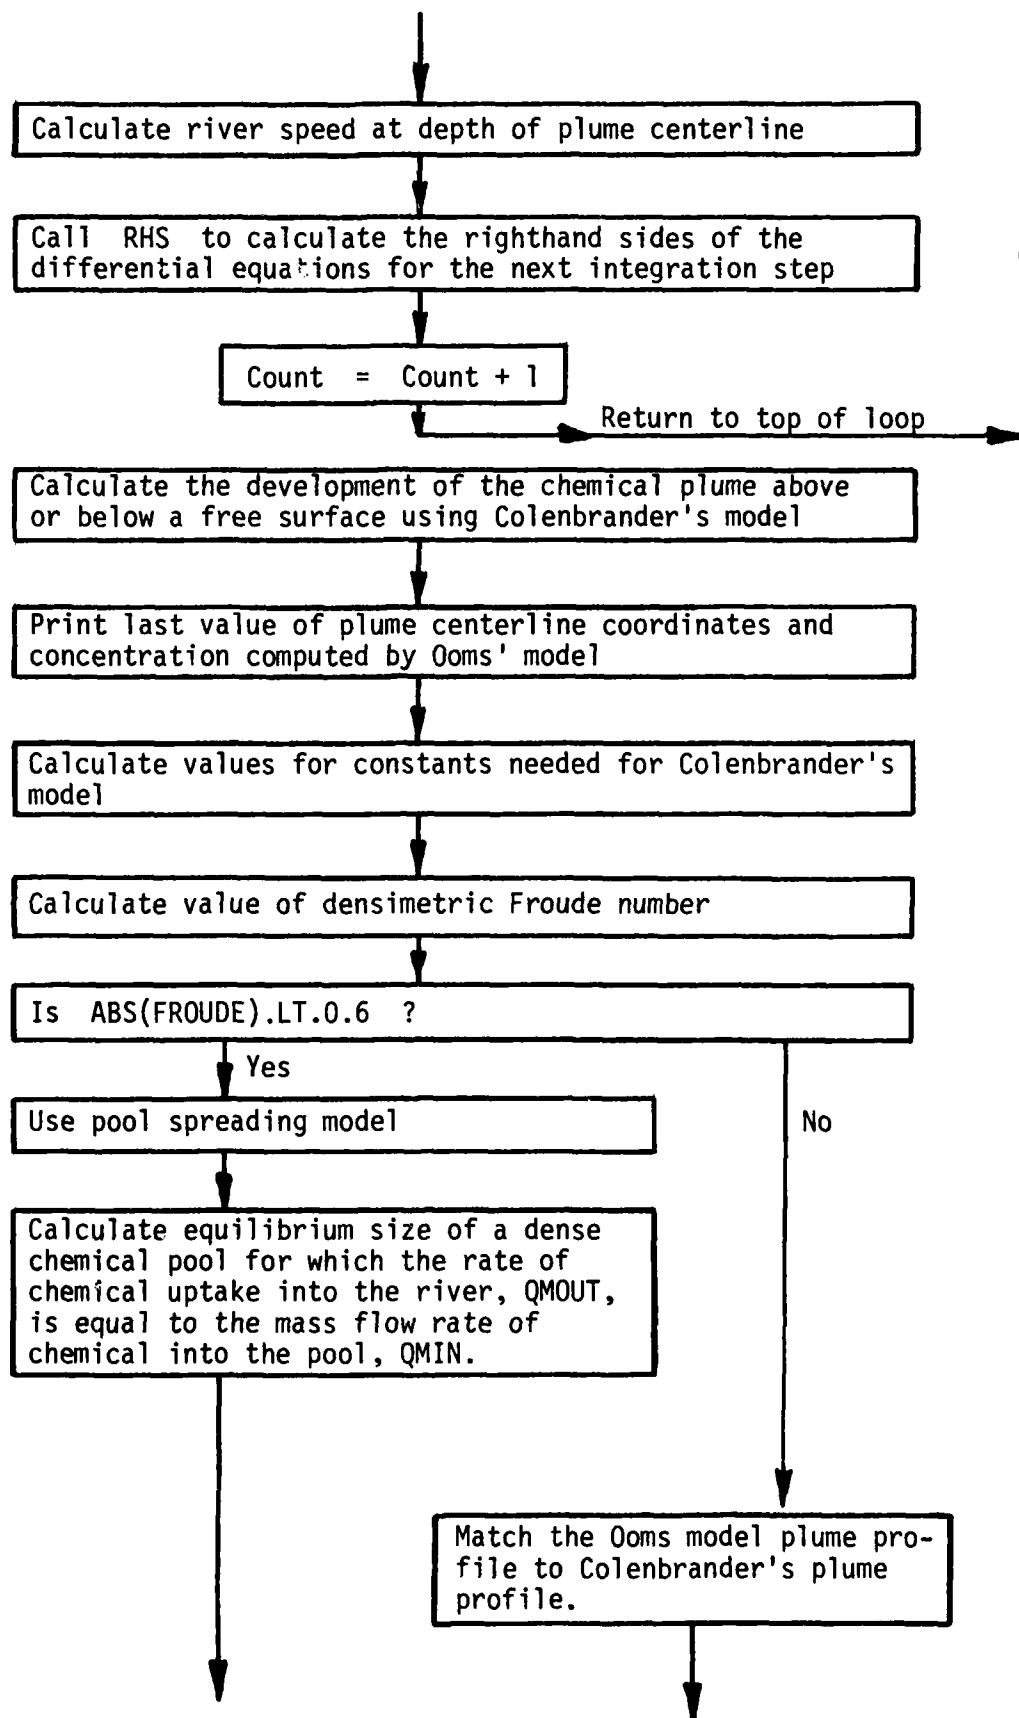 Calculate river speed at depth of plume centerline
Call RHS to calculate the righthand sides of the
differential equations for the next integration step
Count = Count + 1
Return to top of loop
Calculate the development of the chemical plume above
or below a free surface using Colenbrander's model
Print last value of plume centerline coordinates and
concentration computed by Ooms' model
Calculate values for constants needed for Colenbrander's
model
Calculate value of densimetric Froude number
Is ABS(FROUDE).LT.0.6 ?
Yes
No
Use pool spreading model
Calculate equilibrium size of a dense
chemical pool for which the rate of
chemical uptake into the river, QMOUT,
is equal to the mass flow rate of
chemical into the pool, QMIN.
Match the Ooms model plume pro-
file to Colenbrander's plume
profile.